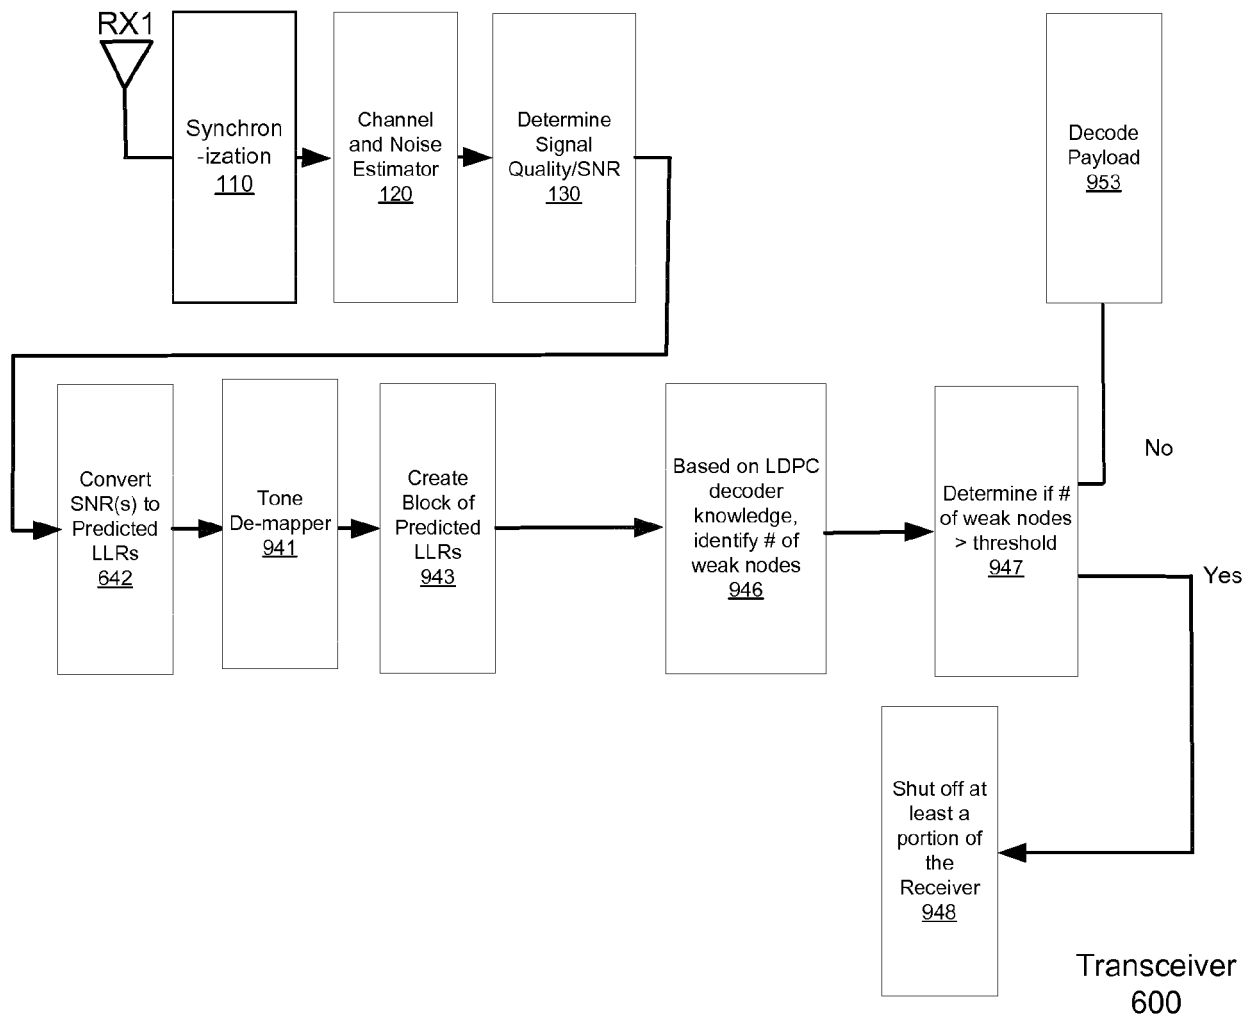 RX1
Synchron
-ization
110
Channel
and Noise
Estimator
120
Determine
Signal
Quality/SNR
130
Decode
Payload
953
Convert
SNR(s) to
Predicted
LLRs
642
Tone
De-mapper
941
Create
Block of
Predicted
LLRs
943
Based on LDPC
decoder
knowledge,
identify # of
weak nodes
946
Determine if #
of weak nodes
> threshold
947
No
Yes
Shut off at
least a
portion of
the
Receiver
948
Transceiver
600